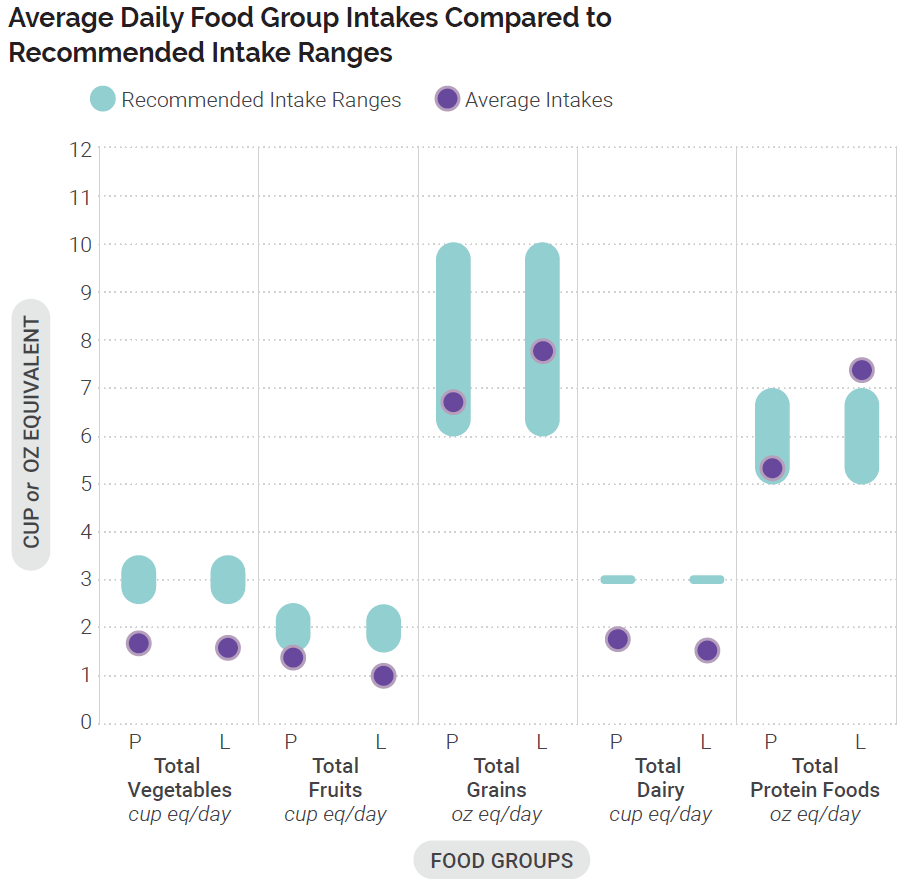 Average Daily Food Group Intakes Compared to
Recommended Intake Ranges
Recommended Intake Ranges
Average Intakes
12
11
10
9
8
7
6
5
4
3
2
1
0
CUP or OZ EQUIVALENT
P L P L P L P L P L
Total Total Total Total Total
Vegetables Fruits Grains Dairy Protein Foods
cup eq/day cup eq/day oz eq/day cup eq/day oz eq/day
FOOD GROUPS